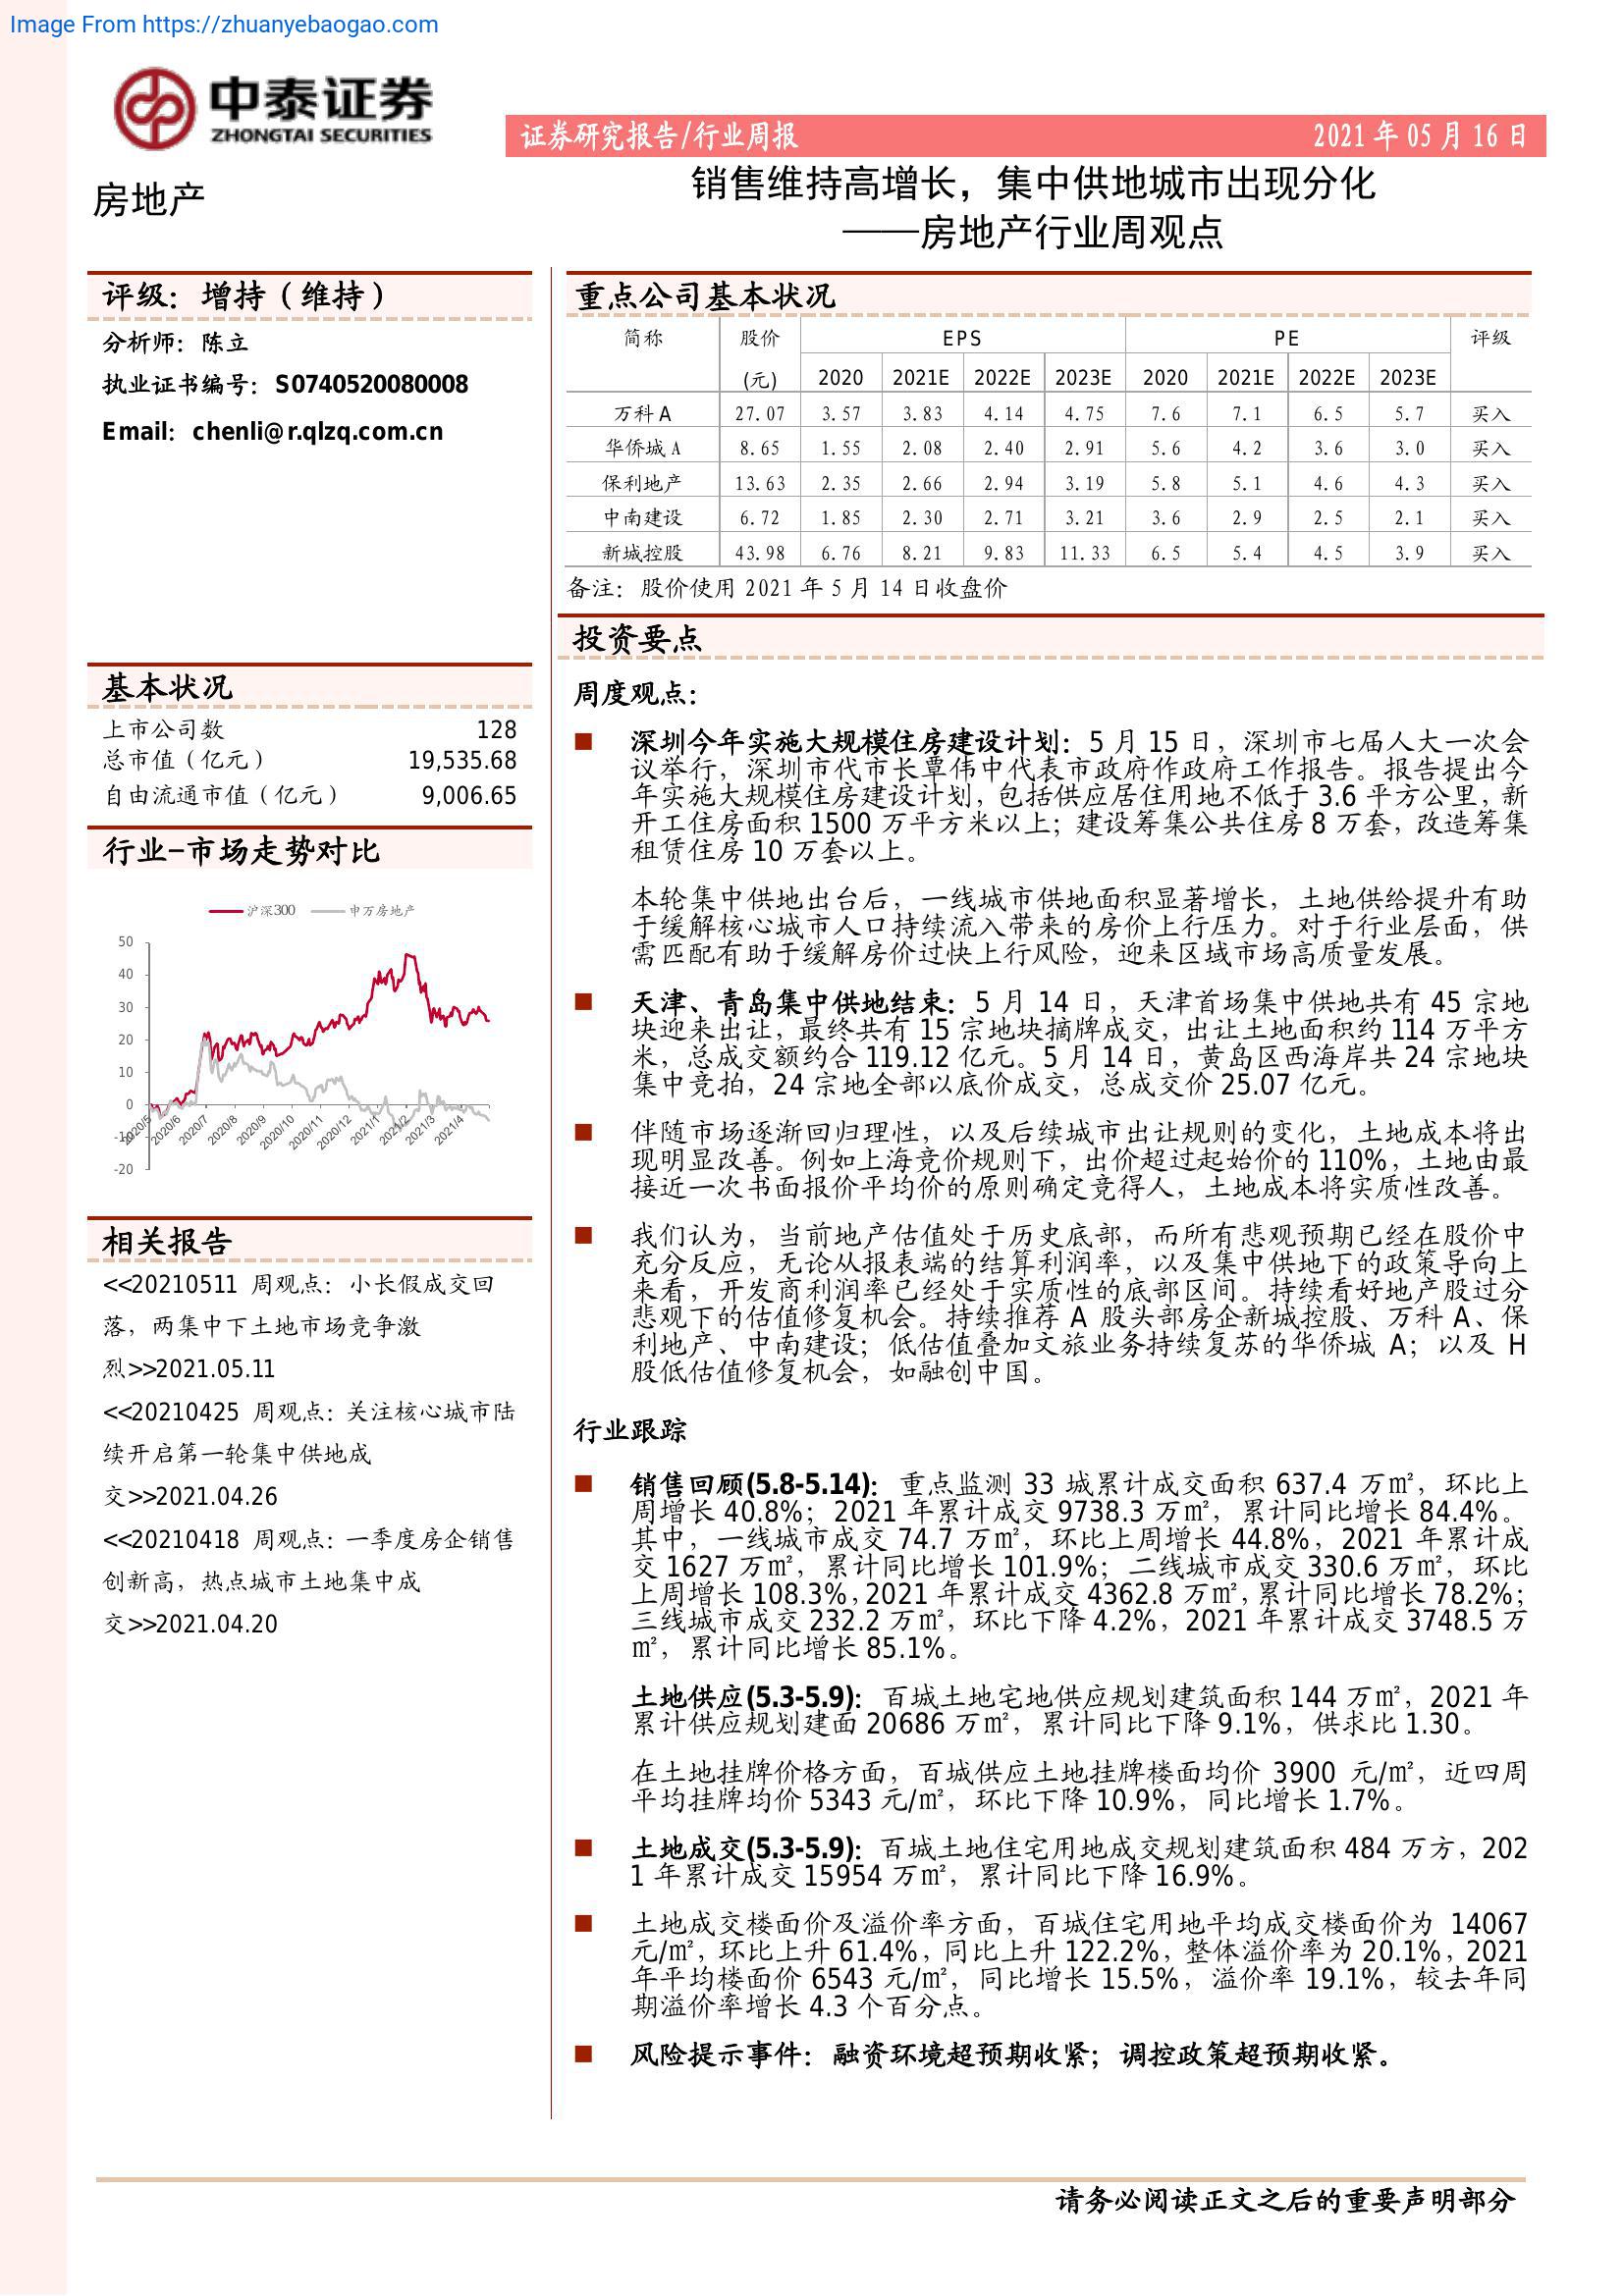 Image From https://zhuanyebaogao.com
中泰证券
ZHONGTAI SECURITIES
证券研究报告/行业周报 2021 年 05 月 16 日
房地产
销售维持高增长，集中供地城市出现分化
——房地产行业周观点
评级：增持（维持）
分析师：陈立
执业证书编号：S0740520080008
Email：chenli@r.qlzq.com.cn
基本状况
上市公司数 128
总市值（亿元） 19,535.68
自由流通市值（亿元） 9,006.65
行业-市场走势对比
沪深300 申万房地产
50
40
30
20
10
0
-10
-20
2020/5 2020/6 2020/7 2020/8 2020/9 2020/10 2020/11 2020/12 2021/1 2021/2 2021/3 2021/4
相关报告
<<20210511 周观点：小长假成交回
落，两集中下土地市场竞争激
烈>>2021.05.11
<<20210425 周观点：关注核心城市陆
续开启第一轮集中供地成
交>>2021.04.26
<<20210418 周观点：一季度房企销售
创新高，热点城市土地集中成
交>>2021.04.20
重点公司基本状况
简称 股价 EPS PE 评级
(元) 2020 2021E 2022E 2023E 2020 2021E 2022E 2023E
万科 A 27.07 3.57 3.83 4.14 4.75 7.6 7.1 6.5 5.7 买入
华侨城 A 8.65 1.55 2.08 2.40 2.91 5.6 4.2 3.6 3.0 买入
保利地产 13.63 2.35 2.66 2.94 3.19 5.8 5.1 4.6 4.3 买入
中南建设 6.72 1.85 2.30 2.71 3.21 3.6 2.9 2.5 2.1 买入
新城控股 43.98 6.76 8.21 9.83 11.33 6.5 5.4 4.5 3.9 买入
备注：股价使用 2021 年 5 月 14 日收盘价
投资要点
周度观点：
■ 深圳今年实施大规模住房建设计划：5 月 15 日，深圳市七届人大一次会
议举行，深圳市代市长覃伟中代表市政府作政府工作报告。报告提出今
年实施大规模住房建设计划，包括供应居住用地不低于 3.6 平方公里，新
开工住房面积 1500 万平方米以上；建设筹集公共住房 8 万套，改造筹集
租赁住房 10 万套以上。
本轮集中供地出台后，一线城市供地面积显著增长，土地供给提升有助
于缓解核心城市人口持续流入带来的房价上行压力。对于行业层面，供
需匹配有助于缓解房价过快上行风险，迎来区域市场高质量发展。
■ 天津、青岛集中供地结束：5 月 14 日，天津首场集中供地共有 45 宗地
块迎来出让，最终共有 15 宗地块摘牌成交，出让土地面积约 114 万平方
米，总成交额约合 119.12 亿元。5 月 14 日，黄岛区西海岸共 24 宗地块
集中竞拍，24 宗地全部以底价成交，总成交价 25.07 亿元。
■ 伴随市场逐渐回归理性，以及后续城市出让规则的变化，土地成本将出
现明显改善。例如上海竞价规则下，出价超过起始价的 110%，土地由最
接近一次书面报价平均价的原则确定竞得人，土地成本将实质性改善。
■ 我们认为，当前地产估值处于历史底部，而所有悲观预期已经在股价中
充分反应，无论从报表端的结算利润率，以及集中供地下的政策导向上
来看，开发商利润率已经处于实质性的底部区间。持续看好地产股过分
悲观下的估值修复机会。持续推荐 A 股头部房企新城控股、万科 A、保
利地产、中南建设；低估值叠加文旅业务持续复苏的华侨城 A；以及 H
股低估值修复机会，如融创中国。
行业跟踪
■ 销售回顾(5.8-5.14)：重点监测 33 城累计成交面积 637.4 万㎡，环比上
周增长 40.8%；2021 年累计成交 9738.3 万㎡，累计同比增长 84.4%。
其中，一线城市成交 74.7 万㎡，环比上周增长 44.8%，2021 年累计成
交 1627 万㎡，累计同比增长 101.9%；二线城市成交 330.6 万㎡，环比
上周增长 108.3%，2021 年累计成交 4362.8 万㎡，累计同比增长 78.2%；
三线城市成交 232.2 万㎡，环比下降 4.2%，2021 年累计成交 3748.5 万
㎡，累计同比增长 85.1%。
土地供应(5.3-5.9)：百城土地宅地供应规划建筑面积 144 万㎡，2021 年
累计供应规划建面 20686 万㎡，累计同比下降 9.1%，供求比 1.30。
在土地挂牌价格方面，百城供应土地挂牌楼面均价 3900 元/㎡，近四周
平均挂牌均价 5343 元/㎡，环比下降 10.9%，同比增长 1.7%。
■ 土地成交(5.3-5.9)：百城土地住宅用地成交规划建筑面积 484 万方，202
1 年累计成交 15954 万㎡，累计同比下降 16.9%。
■ 土地成交楼面价及溢价率方面，百城住宅用地平均成交楼面价为 14067
元/㎡，环比上升 61.4%，同比上升 122.2%，整体溢价率为 20.1%，2021
年平均楼面价 6543 元/㎡，同比增长 15.5%，溢价率 19.1%，较去年同
期溢价率增长 4.3 个百分点。
■ 风险提示事件：融资环境超预期收紧；调控政策超预期收紧。
请务必阅读正文之后的重要声明部分